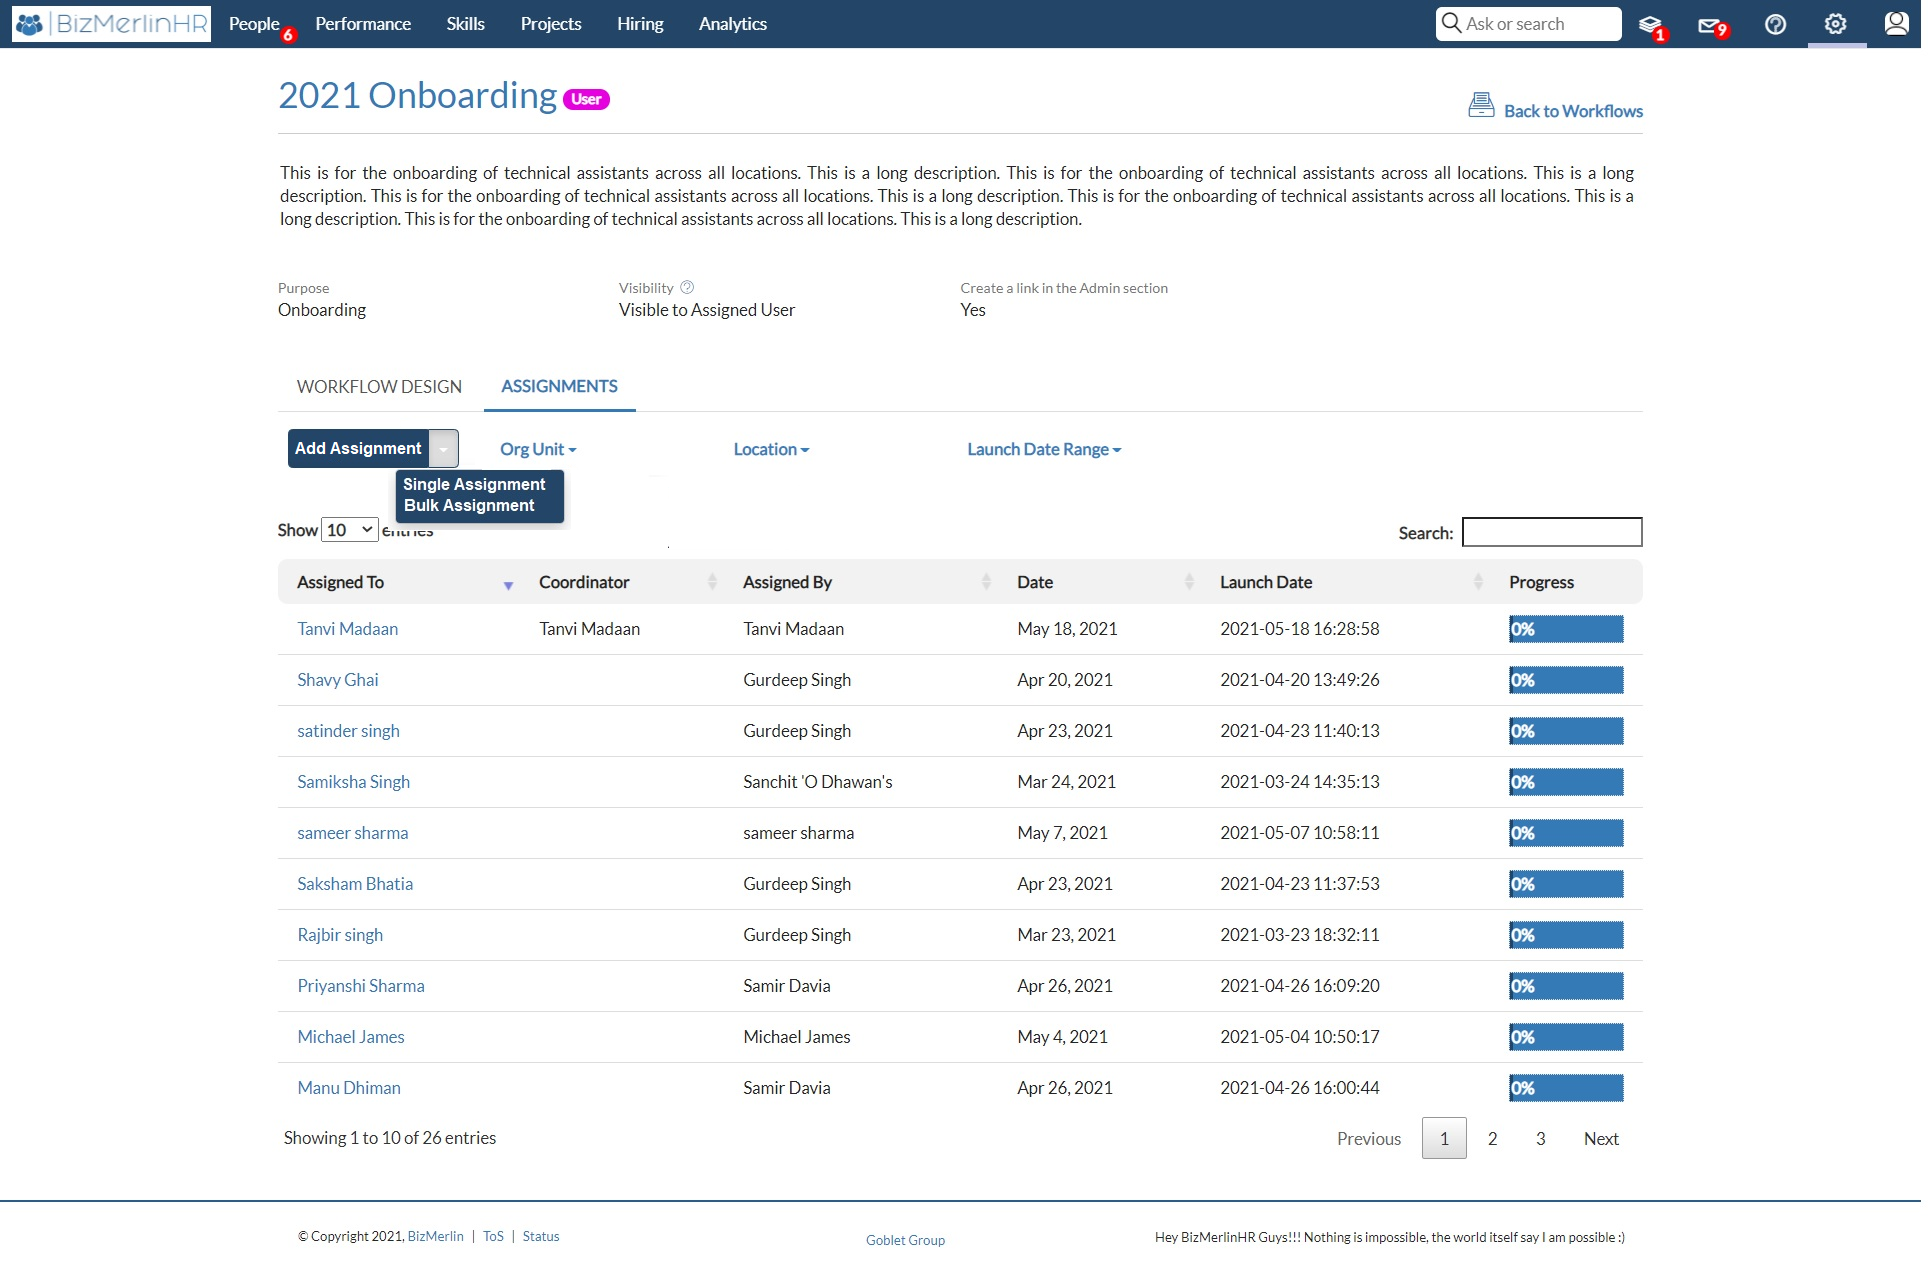 BizMerlinHR People 6 Performance Skills Projects Hiring Analytics Ask or search 1 9
2021 Onboarding User
Back to Workflows
This is for the onboarding of technical assistants across all locations. This is a long description. This is for the onboarding of technical assistants across all locations. This is a long
description. This is for the onboarding of technical assistants across all locations. This is a long description. This is for the onboarding of technical assistants across all locations. This is a
long description. This is for the onboarding of technical assistants across all locations. This is a long description.
Purpose Visibility Create a link in the Admin section
Onboarding Visible to Assigned User Yes
WORKFLOW DESIGN ASSIGNMENTS
Add Assignment Org Unit Location Launch Date Range
Single Assignment
Bulk Assignment
Show 10 entries Search:
Assigned To Coordinator Assigned By Date Launch Date Progress
Tanvi Madaan Tanvi Madaan Tanvi Madaan May 18, 2021 2021-05-18 16:28:58 0%
Shavy Ghai Gurdeep Singh Apr 20, 2021 2021-04-20 13:49:26 0%
satinder singh Gurdeep Singh Apr 23, 2021 2021-04-23 11:40:13 0%
Samiksha Singh Sanchit 'O Dhawan's Mar 24, 2021 2021-03-24 14:35:13 0%
sameer sharma sameer sharma May 7, 2021 2021-05-07 10:58:11 0%
Saksham Bhatia Gurdeep Singh Apr 23, 2021 2021-04-23 11:37:53 0%
Rajbir singh Gurdeep Singh Mar 23, 2021 2021-03-23 18:32:11 0%
Priyanshi Sharma Samir Davia Apr 26, 2021 2021-04-26 16:09:20 0%
Michael James Michael James May 4, 2021 2021-05-04 10:50:17 0%
Manu Dhiman Samir Davia Apr 26, 2021 2021-04-26 16:00:44 0%
Showing 1 to 10 of 26 entries Previous 1 2 3 Next
© Copyright 2021, BizMerlin | ToS | Status Goblet Group Hey BizMerlinHR Guys!!! Nothing is impossible, the world itself say I am possible :)